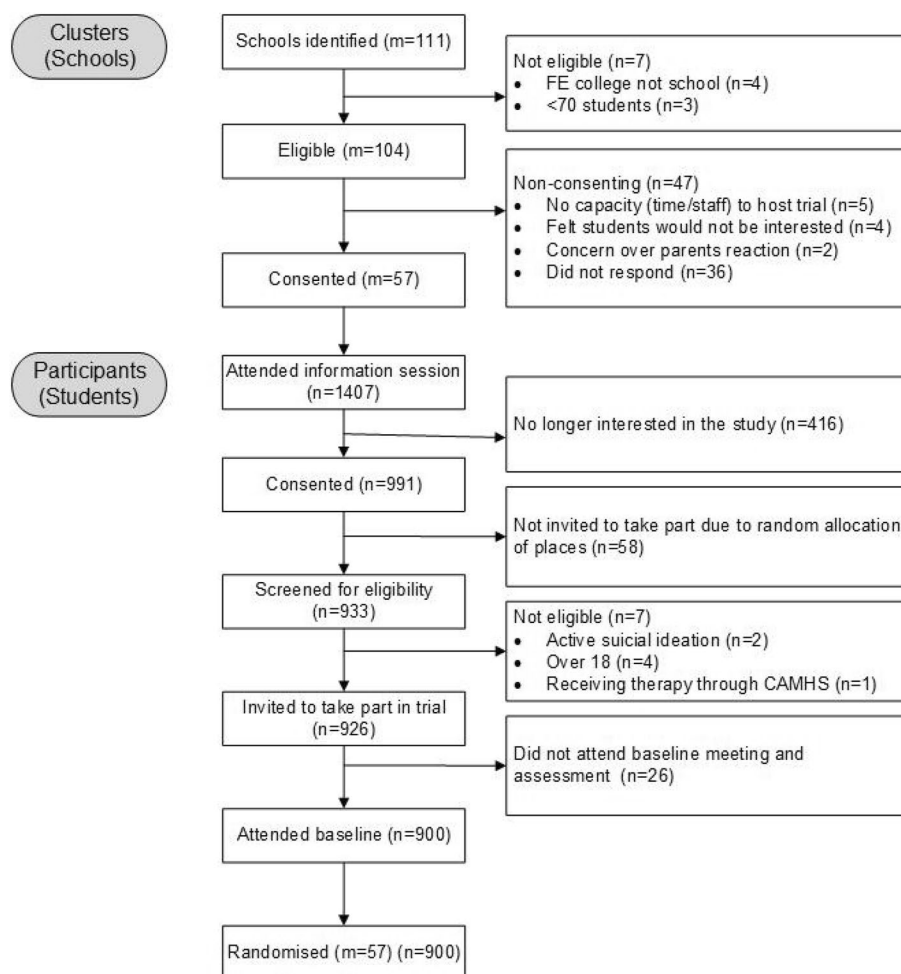 Clusters
(Schools)
Schools identified (m=111)
Not eligible (n=7)
• FE college not school (n=4)
• <70 students (n=3)
Eligible (m=104)
Non-consenting (n=47)
• No capacity (time/staff) to host trial (n=5)
• Felt students would not be interested (n=4)
• Concern over parents reaction (n=2)
• Did not respond (n=36)
Consented (m=57)
Participants
(Students)
Attended information session
(n=1407)
No longer interested in the study (n=416)
Consented (n=991)
Not invited to take part due to random allocation
of places (n=58)
Screened for eligibility
(n=933)
Not eligible (n=7)
• Active suicial ideation (n=2)
• Over 18 (n=4)
• Receiving therapy through CAMHS (n=1)
Invited to take part in trial
(n=926)
Did not attend baseline meeting and
assessment (n=26)
Attended baseline (n=900)
Randomised (m=57) (n=900)